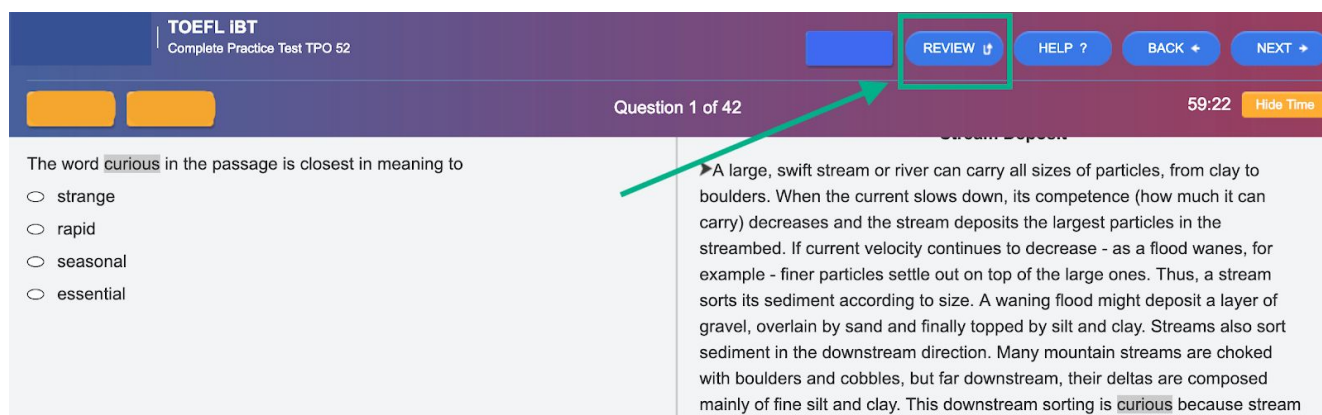 TOEFL iBT
Complete Practice Test TPO 52
REVIEW
HELP ?
BACK
NEXT
Question 1 of 42
59:22
Hide Time
The word curious in the passage is closest in meaning to
strange
rapid
seasonal
essential
Stream Deposit
A large, swift stream or river can carry all sizes of particles, from clay to
boulders. When the current slows down, its competence (how much it can
carry) decreases and the stream deposits the largest particles in the
streambed. If current velocity continues to decrease - as a flood wanes, for
example - finer particles settle out on top of the large ones. Thus, a stream
sorts its sediment according to size. A waning flood might deposit a layer of
gravel, overlain by sand and finally topped by silt and clay. Streams also sort
sediment in the downstream direction. Many mountain streams are choked
with boulders and cobbles, but far downstream, their deltas are composed
mainly of fine silt and clay. This downstream sorting is curious because stream